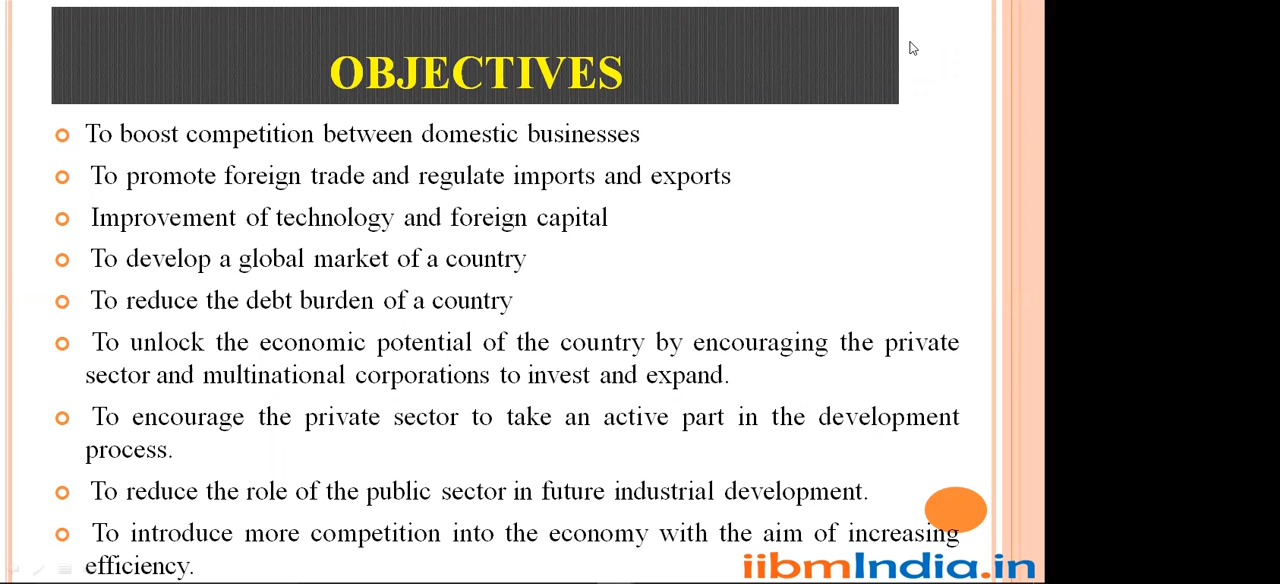 OBJECTIVES
To boost competition between domestic businesses
To promote foreign trade and regulate imports and exports
Improvement of technology and foreign capital
To develop a global market of a country
To reduce the debt burden of a country
To unlock the economic potential of the country by encouraging the private
sector and multinational corporations to invest and expand.
To encourage the private sector to take an active part in the development
process.
To reduce the role of the public sector in future industrial development.
To introduce more competition into the economy with the aim of increasing
efficiency.
iibmIndia.in